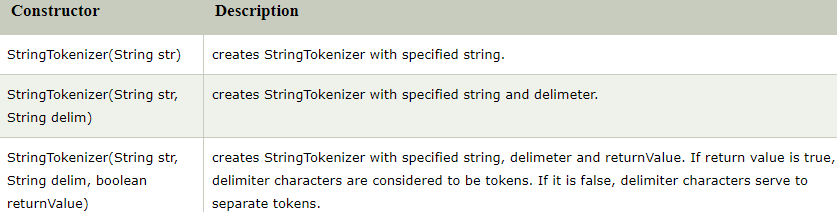 Constructor Description
StringTokenizer(String str) creates StringTokenizer with specified string.
StringTokenizer(String str, creates StringTokenizer with specified string and delimeter.
String delim)
StringTokenizer(String str, creates StringTokenizer with specified string, delimeter and returnValue. If return value is true,
String delim, boolean delimiter characters are considered to be tokens. If it is false, delimiter characters serve to
returnValue) separate tokens.